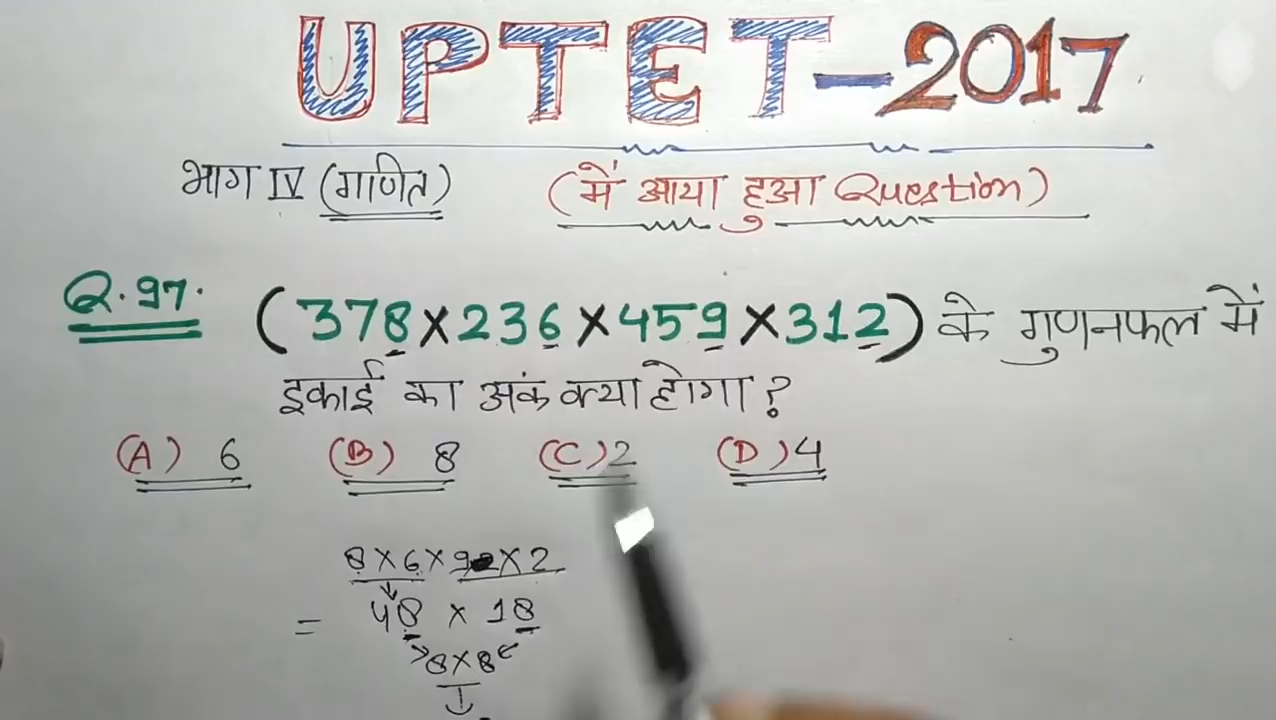 UPTET-2017
भाग IV (गणित) (में आया हुआ Question)
Q.97. (378×236×459×312) के गुणनफल में
इकाई का अंक क्या होगा?
(A) 6 (B) 8 (C) 2 (D) 4
8×6×9×2
= 48 × 18
8×8